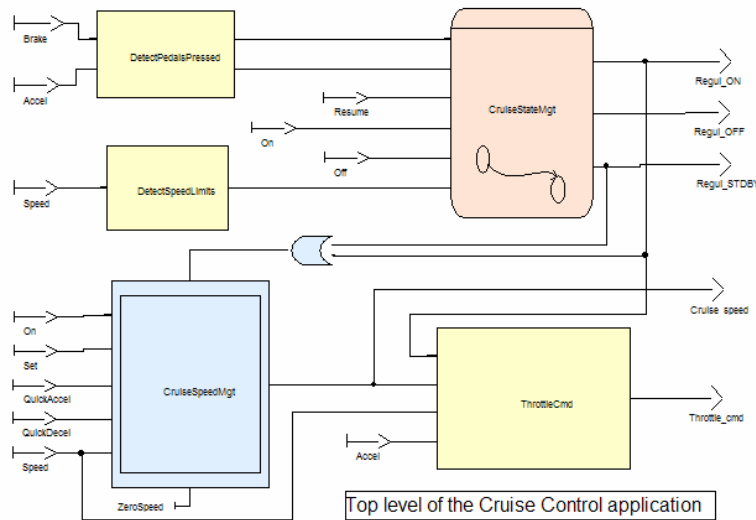 Brake
DetectPedalsPressed
Accel
Regul_ON
Resume
CruiseStateMgt
On
Regul_OFF
Off
Speed
DetectSpeedLimits
Regul_STDBY
On
Cruise_speed
Set
QuickAccel
CruiseSpeedMgt
ThrottleCmd
QuickDecel
Throttle_cmd
Speed
Accel
ZeroSpeed
Top level of the Cruise Control application